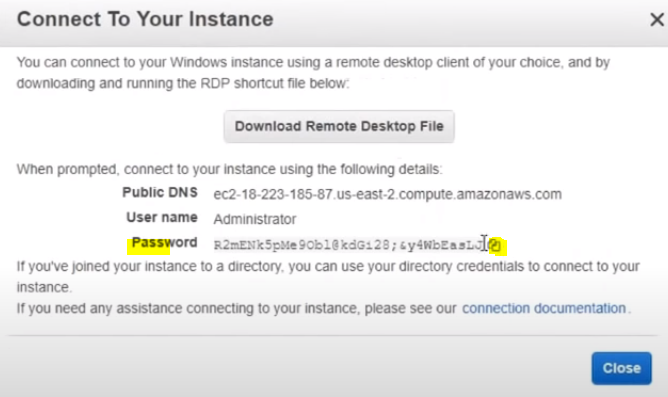 Connect To Your Instance
You can connect to your Windows instance using a remote desktop client of your choice, and by
downloading and running the RDP shortcut file below:
Download Remote Desktop File
When prompted, connect to your instance using the following details:
Public DNS ec2-18-223-185-87.us-east-2.compute.amazonaws.com
User name Administrator
Password
If you've joined your instance to a directory, you can use your directory credentials to connect to your
instance.
If you need any assistance connecting to your instance, please see our connection documentation.
Close